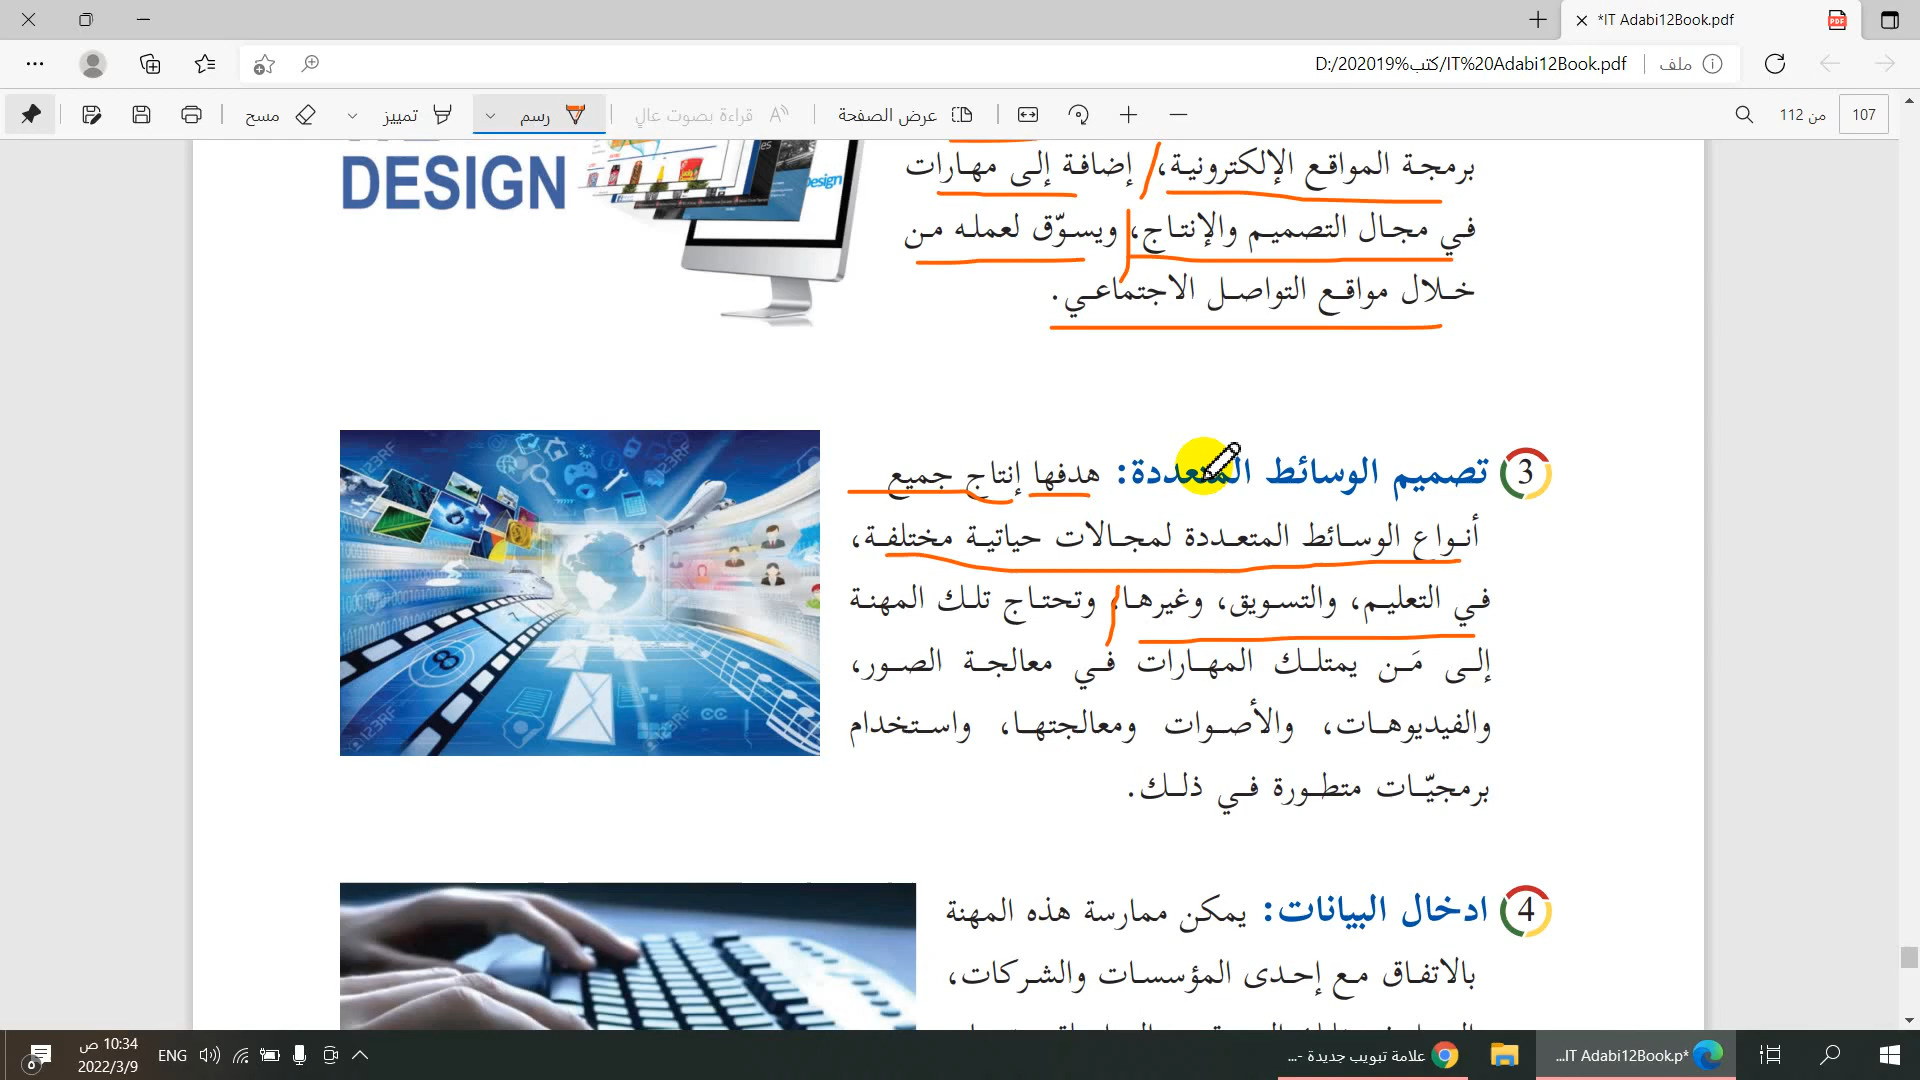 *IT Adabi12Book.pdf
D:/202019%كتب/IT%20Adabi12Book.pdf
ملف
107
من 112
عرض الصفحة
قراءة بصوت عالٍ
رسم
تمييز
مسح
برمجة المواقع الإلكترونية، إضافة إلى مهارات
في مجال التصميم والإنتاج، ويسوّق لعمله من
خلال مواقع التواصل الاجتماعي.
DESIGN
Design
3 تصميم الوسائط المتعددة: هدفها إنتاج جميع
أنواع الوسائط المتعددة لمجالات حياتية مختلفة،
في التعليم، والتسويق، وغيرها، وتحتاج تلك المهنة
إلى مَن يمتلك المهارات في معالجة الصور،
والفيديوهات، والأصوات ومعالجتها، واستخدام
برمجيّات متطورة في ذلك.
123RF
8
CC
4 ادخال البيانات: يمكن ممارسة هذه المهنة
بالاتفاق مع إحدى المؤسسات والشركات،
IT Adabi12Book.p*...
علامة تبويب جديدة -...
ENG
10:34 ص
2022/3/9
6